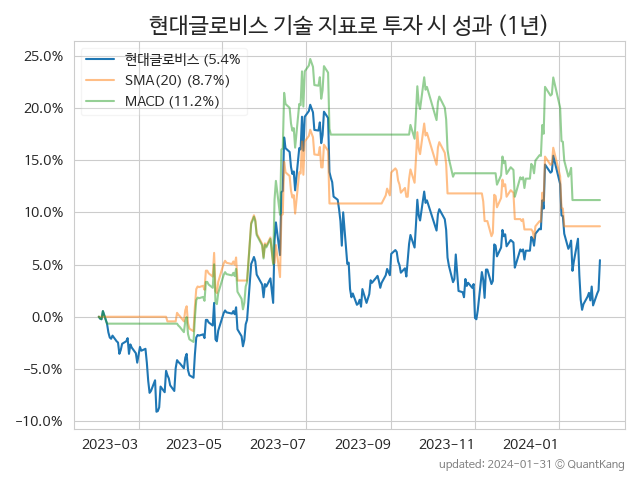 현대글로비스 기술 지표로 투자 시 성과 (1년)
현대글로비스 (5.4%
SMA(20) (8.7%)
MACD (11.2%)
25.0%
20.0%
15.0%
10.0%
5.0%
0.0%
−5.0%
−10.0%
2023-03 2023-05 2023-07 2023-09 2023-11 2024-01
updated: 2024-01-31 © QuantKang